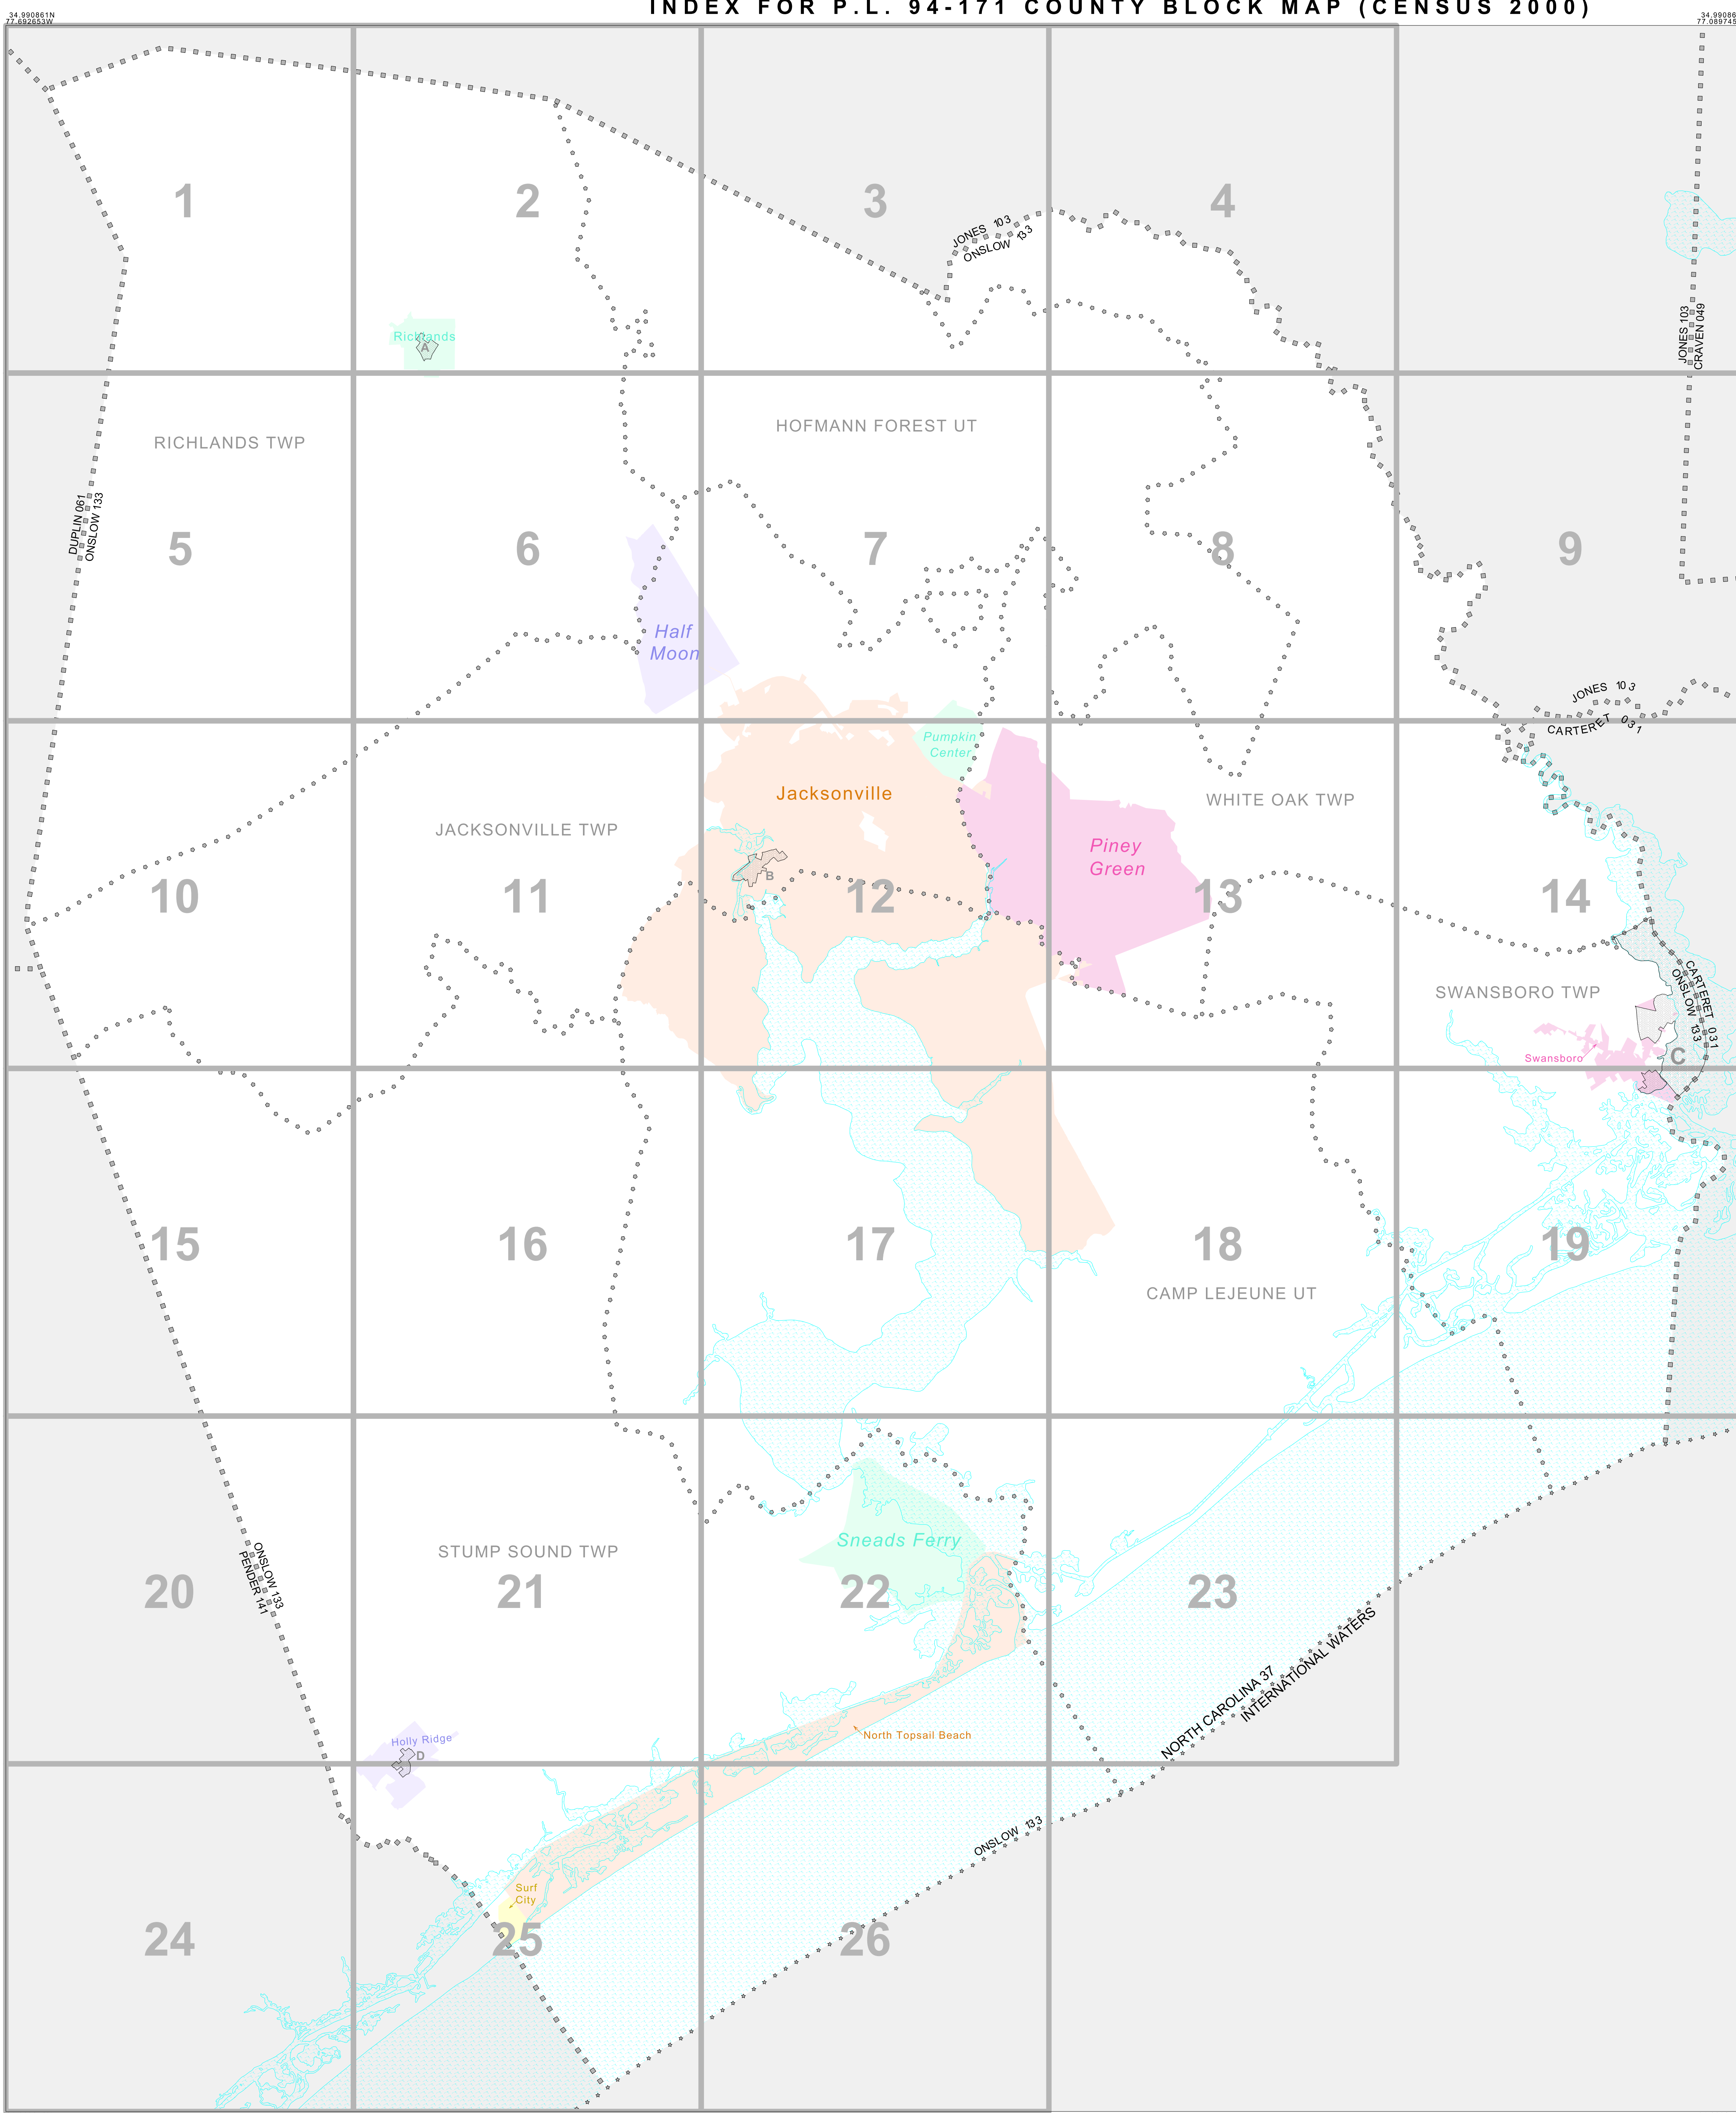 INDEX FOR P.L. 94-171 COUNTY BLOCK MAP (CENSUS 2000)
34.990861N
77.692653W
34.99086
77.089745
1
2
3
4
JONES 103
ONSLOW 133
JONES 103
CRAVEN 049
Richlands
A
RICHLANDS TWP
HOFMANN FOREST UT
DUPLIN 061
ONSLOW 133
5
6
7
8
9
Half
Moon
JONES 103
CARTERET 031
Pumpkin
Center
Jacksonville
WHITE OAK TWP
JACKSONVILLE TWP
Piney
Green
B
10
11
12
13
14
SWANSBORO TWP
CARTERET 031
ONSLOW 133
Swansboro
C
15
16
17
18
19
CAMP LEJEUNE UT
Sneads Ferry
STUMP SOUND TWP
ONSLOW 133
PENDER 141
20
21
22
23
NORTH CAROLINA 37
INTERNATIONAL WATERS
North Topsail Beach
Holly Ridge
D
ONSLOW 133
Surf
City
24
25
26